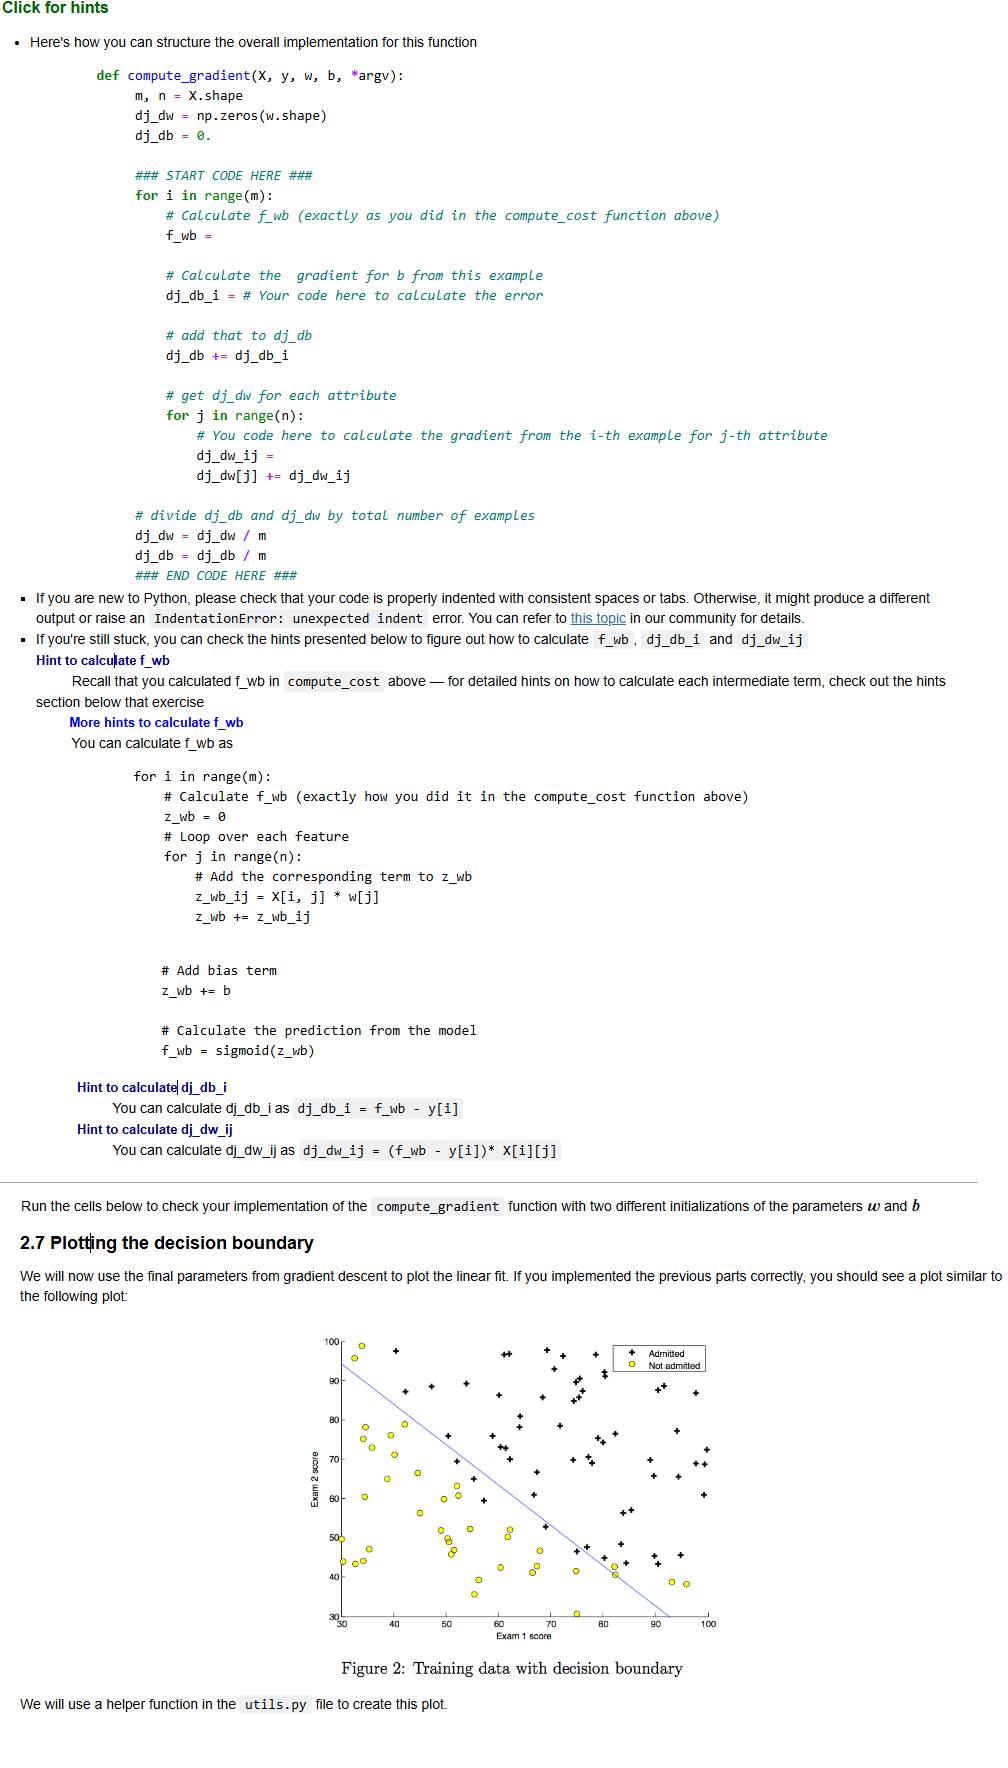 Click for hints
• Here's how you can structure the overall implementation for this function
def compute_gradient(X, y, w, b, *argv):
m, n = X.shape
dj_dw = np.zeros(w.shape)
dj_db = 0.
### START CODE HERE ###
for i in range(m):
# Calculate f_wb (exactly as you did in the compute_cost function above)
f_wb =
# Calculate the  gradient for b from this example
dj_db_i = # Your code here to calculate the error
# add that to dj_db
dj_db += dj_db_i
# get dj_dw for each attribute
for j in range(n):
# You code here to calculate the gradient from the i-th example for j-th attribute
dj_dw_ij =
dj_dw[j] += dj_dw_ij
# divide dj_db and dj_dw by total number of examples
dj_dw = dj_dw / m
dj_db = dj_db / m
### END CODE HERE ###
▪ If you are new to Python, please check that your code is properly indented with consistent spaces or tabs. Otherwise, it might produce a different
output or raise an IndentationError: unexpected indent error. You can refer to this topic in our community for details.
▪ If you're still stuck, you can check the hints presented below to figure out how to calculate f_wb , dj_db_i and dj_dw_ij
Hint to calculate f_wb
Recall that you calculated f_wb in compute_cost above — for detailed hints on how to calculate each intermediate term, check out the hints
section below that exercise
More hints to calculate f_wb
You can calculate f_wb as
for i in range(m):
# Calculate f_wb (exactly how you did it in the compute_cost function above)
z_wb = 0
# Loop over each feature
for j in range(n):
# Add the corresponding term to z_wb
z_wb_ij = X[i, j] * w[j]
z_wb += z_wb_ij
# Add bias term
z_wb += b
# Calculate the prediction from the model
f_wb = sigmoid(z_wb)
Hint to calculate dj_db_i
You can calculate dj_db_i as dj_db_i = f_wb - y[i]
Hint to calculate dj_dw_ij
You can calculate dj_dw_ij as dj_dw_ij = (f_wb - y[i])* X[i][j]
Run the cells below to check your implementation of the compute_gradient function with two different initializations of the parameters w and b
2.7 Plotting the decision boundary
We will now use the final parameters from gradient descent to plot the linear fit. If you implemented the previous parts correctly, you should see a plot similar to
the following plot:
100
Admitted
Not admitted
90
80
70
60
50
40
30
Exam 2 score
30 40 50 60 70 80 90 100
Exam 1 score
Figure 2: Training data with decision boundary
We will use a helper function in the utils.py file to create this plot.